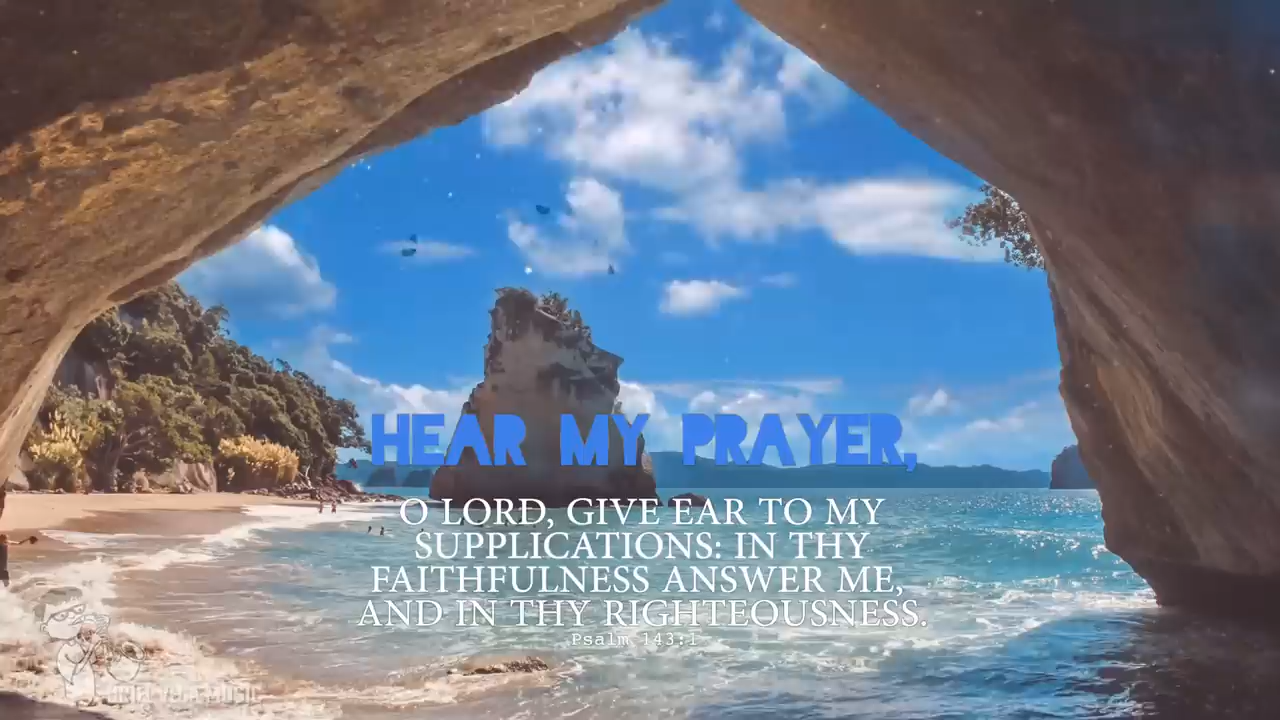 HEAR MY PRAYER,
O LORD, GIVE EAR TO MY
SUPPLICATIONS: IN THY
FAITHFULNESS ANSWER ME,
AND IN THY RIGHTEOUSNESS.
Psalm 143:1
MUSIC